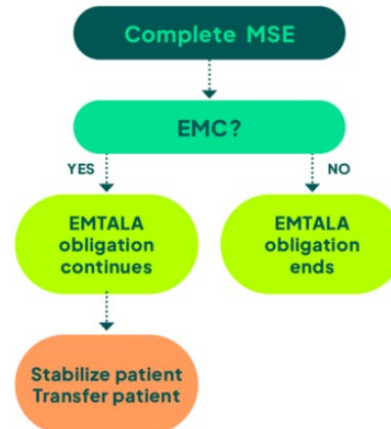 Complete MSE
EMC?
YES
NO
EMTALA
obligation
continues
EMTALA
obligation
ends
Stabilize patient
Transfer patient